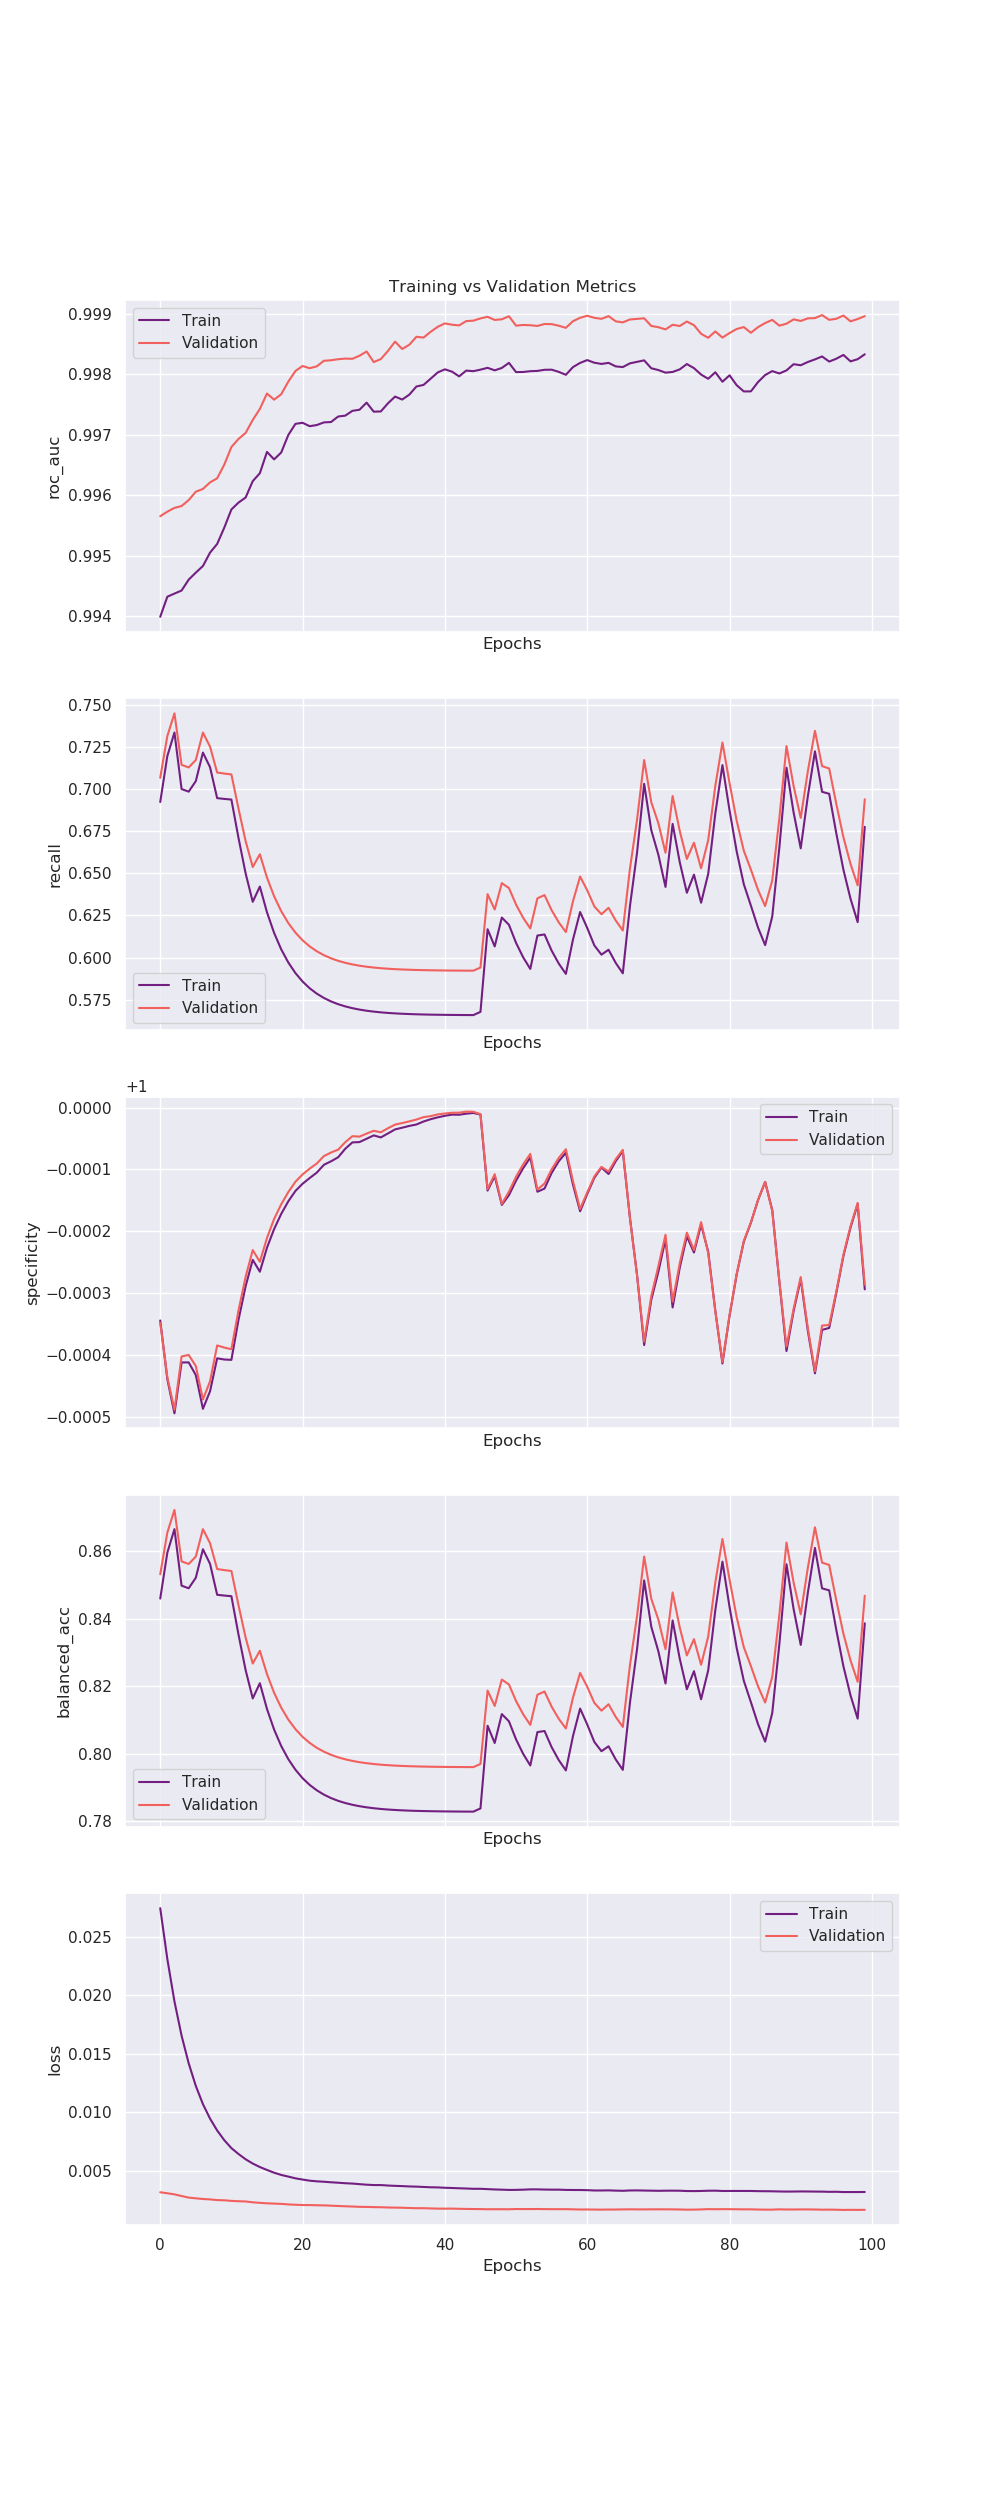 Training vs Validation Metrics
0.999
0.998
0.997
0.996
0.995
0.994
roc_auc
Train
Validation
Epochs
0.750
0.725
0.700
0.675
0.650
0.625
0.600
0.575
recall
Train
Validation
Epochs
+1
0.0000
−0.0001
−0.0002
−0.0003
−0.0004
−0.0005
specificity
Train
Validation
Epochs
0.86
0.84
0.82
0.80
0.78
balanced_acc
Train
Validation
Epochs
0.025
0.020
0.015
0.010
0.005
loss
Train
Validation
0 20 40 60 80 100
Epochs